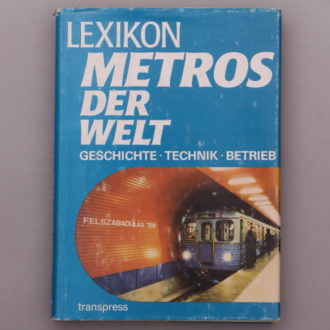 LEXIKON
METROS
DER
WELT
GESCHICHTE · TECHNIK · BETRIEB
FELSZABADULÁS TÉR
transpress